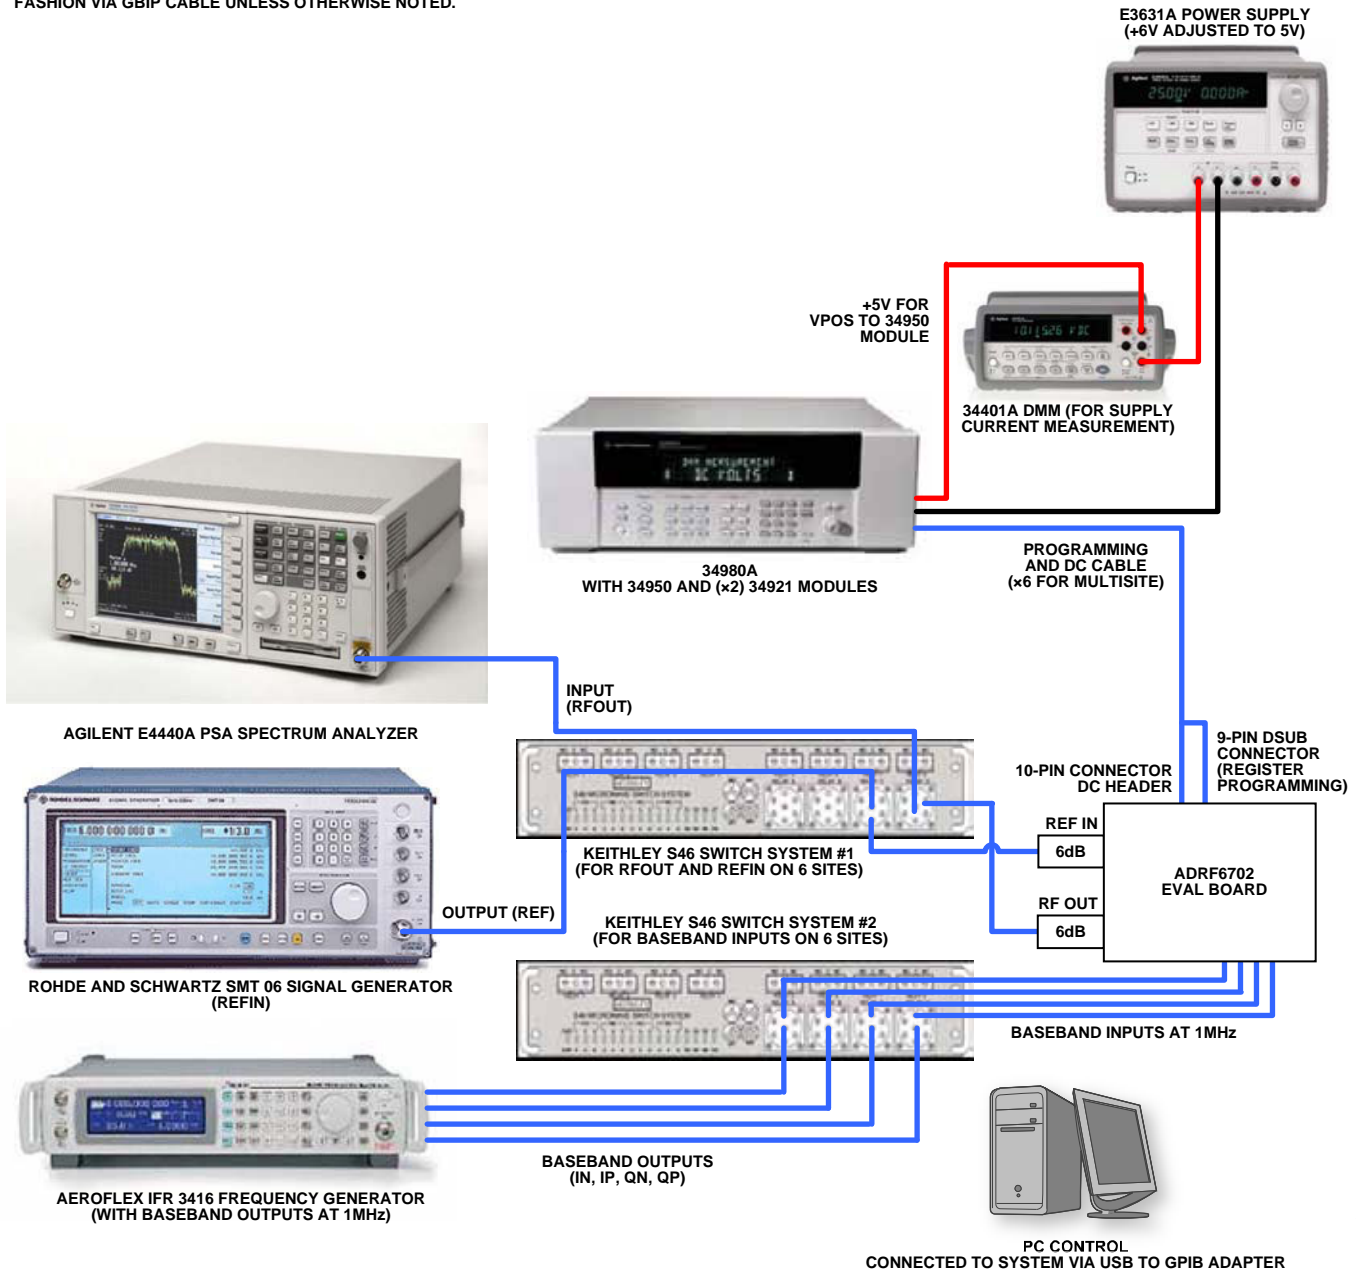 FASHION VIA GBIP CABLE UNLESS OTHERWISE NOTED.
E3631A POWER SUPPLY
(+6V ADJUSTED TO 5V)
+5V FOR
VPOS TO 34950
MODULE
34401A DMM (FOR SUPPLY
CURRENT MEASUREMENT)
34980A
WITH 34950 AND (×2) 34921 MODULES
PROGRAMMING
AND DC CABLE
(×6 FOR MULTISITE)
INPUT
(RFOUT)
AGILENT E4440A PSA SPECTRUM ANALYZER
9-PIN DSUB
CONNECTOR
(REGISTER
PROGRAMMING)
10-PIN CONNECTOR
DC HEADER
REF IN
6dB
KEITHLEY S46 SWITCH SYSTEM #1
(FOR RFOUT AND REFIN ON 6 SITES)
ADRF6702
EVAL BOARD
RF OUT
6dB
OUTPUT (REF)
KEITHLEY S46 SWITCH SYSTEM #2
(FOR BASEBAND INPUTS ON 6 SITES)
ROHDE AND SCHWARTZ SMT 06 SIGNAL GENERATOR
(REFIN)
BASEBAND INPUTS AT 1MHz
BASEBAND OUTPUTS
(IN, IP, QN, QP)
AEROFLEX IFR 3416 FREQUENCY GENERATOR
(WITH BASEBAND OUTPUTS AT 1MHz)
PC CONTROL
CONNECTED TO SYSTEM VIA USB TO GPIB ADAPTER